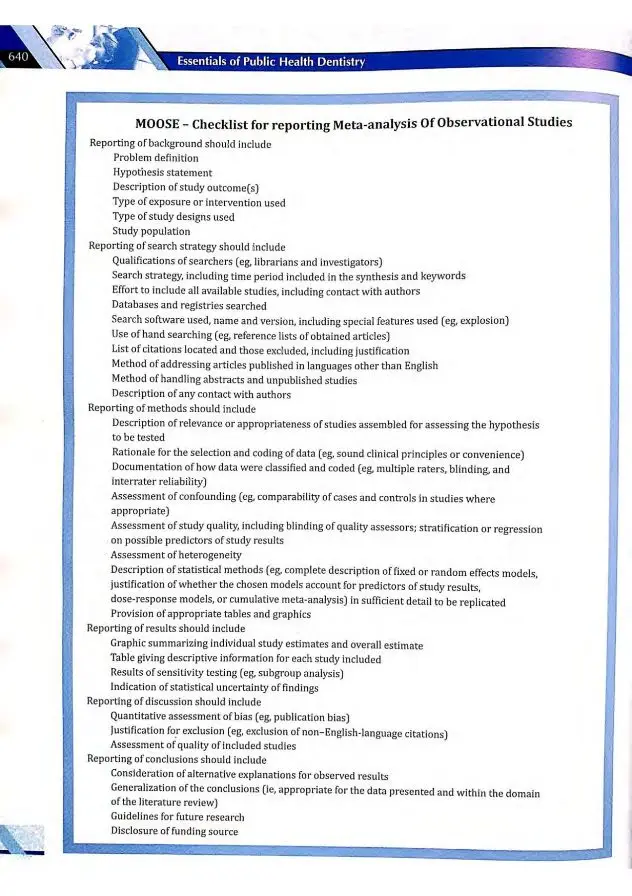 640
Essentials of Public Health Dentistry
MOOSE – Checklist for reporting Meta-analysis Of Observational Studies
Reporting of background should include
Problem definition
Hypothesis statement
Description of study outcome(s)
Type of exposure or intervention used
Type of study designs used
Study population
Reporting of search strategy should include
Qualifications of searchers (eg, librarians and investigators)
Search strategy, including time period included in the synthesis and keywords
Effort to include all available studies, including contact with authors
Databases and registries searched
Search software used, name and version, including special features used (eg, explosion)
Use of hand searching (eg, reference lists of obtained articles)
List of citations located and those excluded, including justification
Method of addressing articles published in languages other than English
Method of handling abstracts and unpublished studies
Description of any contact with authors
Reporting of methods should include
Description of relevance or appropriateness of studies assembled for assessing the hypothesis
to be tested
Rationale for the selection and coding of data (eg, sound clinical principles or convenience)
Documentation of how data were classified and coded (eg, multiple raters, blinding, and
interrater reliability)
Assessment of confounding (eg, comparability of cases and controls in studies where
appropriate)
Assessment of study quality, including blinding of quality assessors; stratification or regression
on possible predictors of study results
Assessment of heterogeneity
Description of statistical methods (eg, complete description of fixed or random effects models,
justification of whether the chosen models account for predictors of study results,
dose-response models, or cumulative meta-analysis) in sufficient detail to be replicated
Provision of appropriate tables and graphics
Reporting of results should include
Graphic summarizing individual study estimates and overall estimate
Table giving descriptive information for each study included
Results of sensitivity testing (eg, subgroup analysis)
Indication of statistical uncertainty of findings
Reporting of discussion should include
Quantitative assessment of bias (eg, publication bias)
Justification for exclusion (eg, exclusion of non–English-language citations)
Assessment of quality of included studies
Reporting of conclusions should include
Consideration of alternative explanations for observed results
Generalization of the conclusions (ie, appropriate for the data presented and within the domain
of the literature review)
Guidelines for future research
Disclosure of funding source